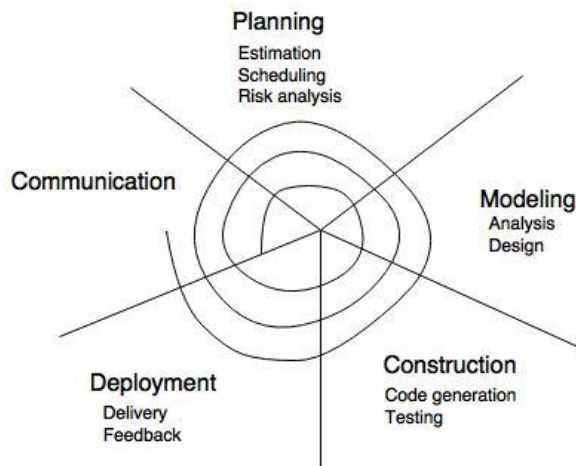 Planning
Estimation
Scheduling
Risk analysis
Communication
Modeling
Analysis
Design
Construction
Code generation
Testing
Deployment
Delivery
Feedback